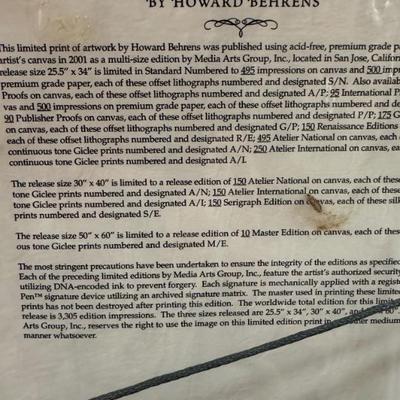 BY HOWARD BEHRENS
This limited print of artwork by Howard Behrens was published using acid-free, premium grade
artist's canvas in 2001 as a multi-size edition by Media Arts Group, Inc., located in San Jose,
release size 25.5" x 34" is limited in Standard Numbered to 495 impressions on canvas and 500
premium grade paper, each of these offset lithographs numbered and designated S/N. Also
Proofs on canvas, each of these offset lithographs numbered and designated A/P; 95 International
vas and 500 impressions on premium grade paper, each of these offset lithographs numbered and
90 Publisher Proofs on canvas, each of these offset lithographs numbered and designated P/P; 175
on canvas, each of these offset lithographs numbered and designated G/P; 150 Renaissance Editions
each of these offset lithographs numbered and designated R/E; 495 Atelier National on canvas, each
continuous tone Giclee prints numbered and designated A/N; 250 Atelier International on canvas,
continuous tone Giclee prints numbered and designated A/I.
The release size 30" x 40" is limited to a release edition of 150 Atelier National on canvas, each of these
tone Giclee prints numbered and designated A/N; 150 Atelier International on canvas, each of these
tone Giclee prints numbered and designated A/I; 150 Serigraph Edition on canvas, each of these silk
prints numbered and designated S/E.
The release size 50" x 60" is limited to a release edition of 10 Master Edition on canvas, each of
ous tone Giclee prints numbered and designated M/E.
The most stringent precautions have been undertaken to ensure the integrity of the editions as
Each of the preceding limited editions by Media Arts Group, Inc., feature the artist's authorized
utilizing DNA-encoded ink to prevent forgery. Each signature is mechanically applied with a
Pen™ signature device utilizing an archived signature matrix. The master used in printing these
prints has not been destroyed after this printing. The worldwide total edition for this limited
release is 3,305 edition impressions. The three sizes released are 25.5" x 34", 30" x 40", 60".
Arts Group, Inc., reserves the right to use the image on this limited edition print in medium
manner whatsoever.